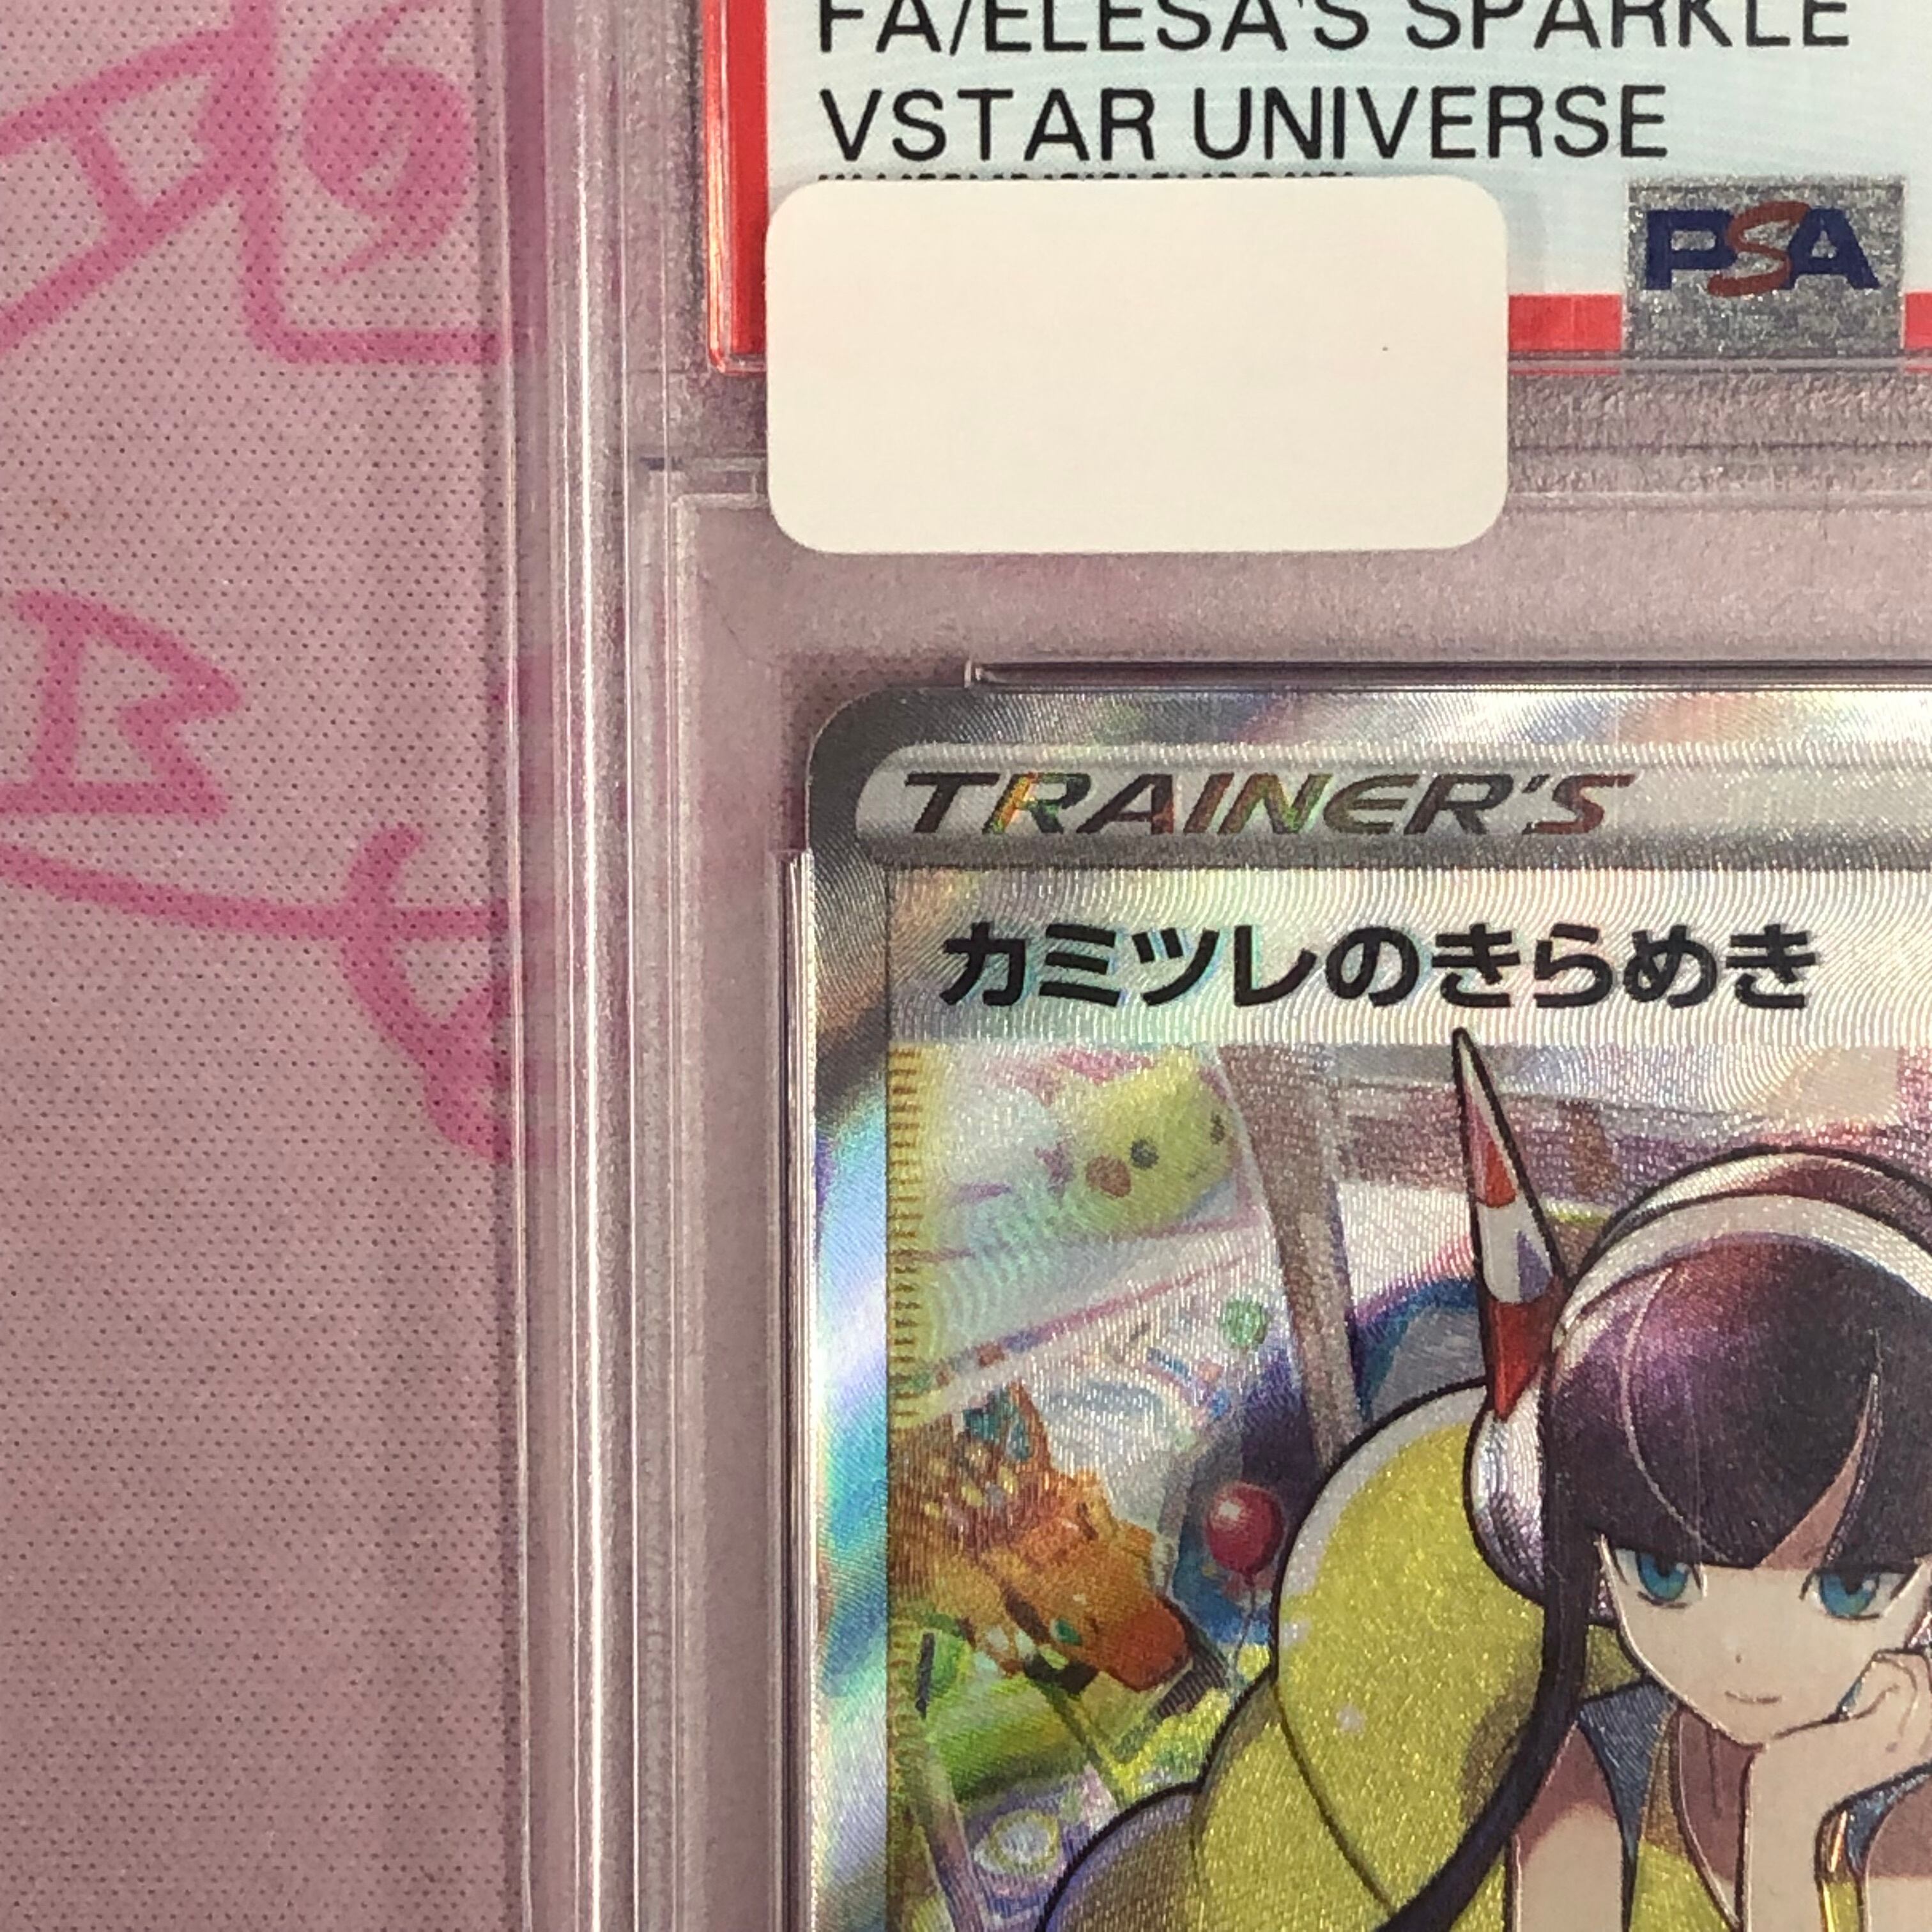 FA/ELESA'S SPARKLE
VSTAR UNIVERSE
PSA
TRAINER'S
カミツレのきらめき